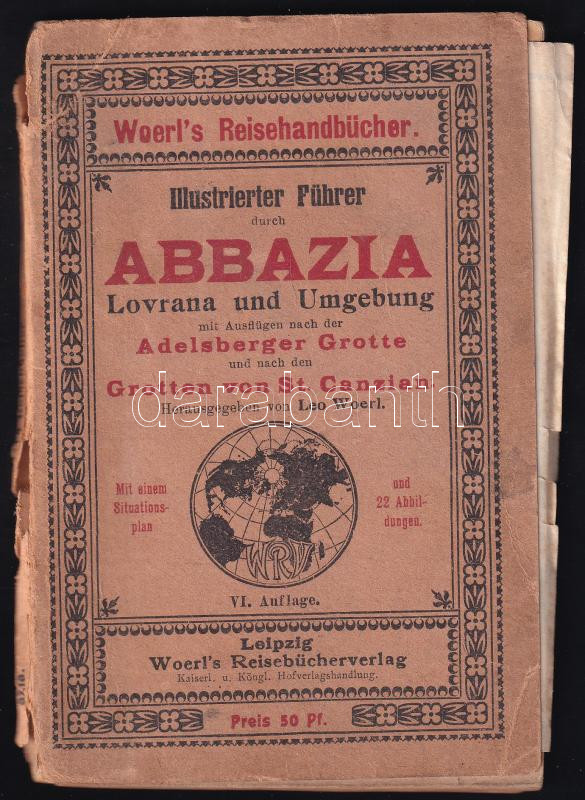 Woerl's Reisehandbücher.
Illustrierter Führer
durch
ABBAZIA
Lovrana und Umgebung
mit Ausflügen nach der
Adelsberger Grotte
und nach den
Grotten von St. Canzian.
Herausgegeben von Leo Woerl.
darabanth
Mit einem
Situations-
plan
und
22 Abbil-
dungen.
WRV
VI. Auflage.
Leipzig
Woerl's Reisebücherverlag
Kaiserl. u. Köngl. Hofverlagshandlung.
Preis 50 Pf.